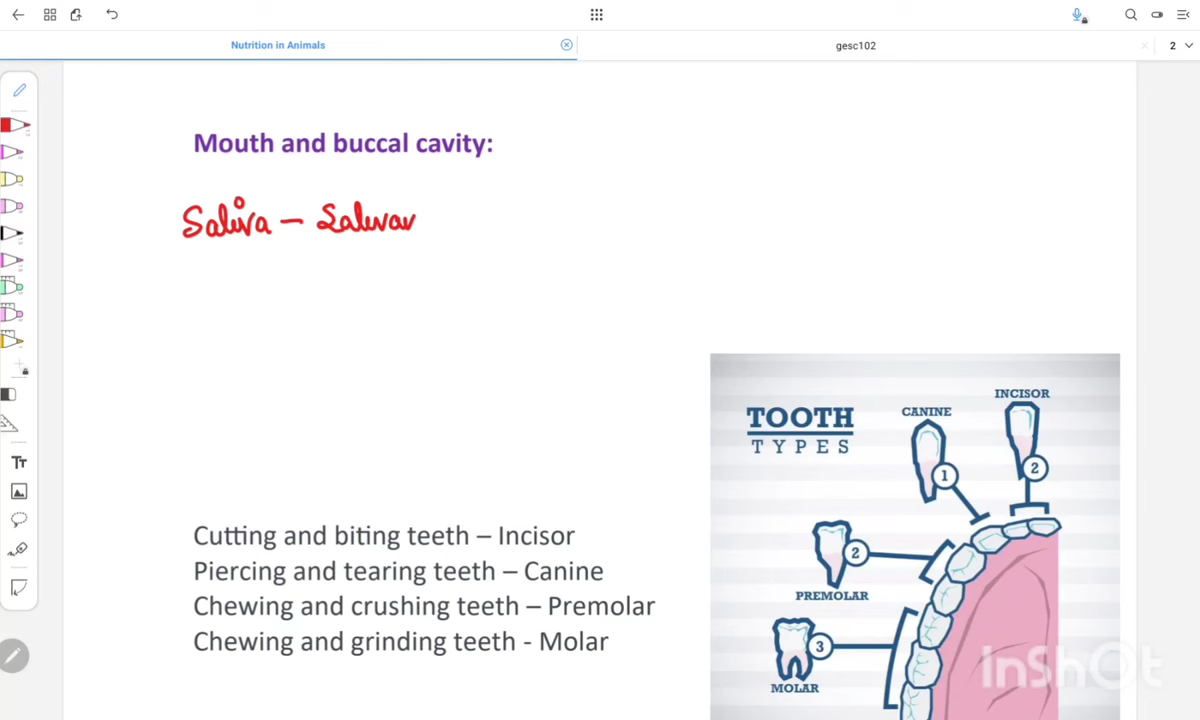 Nutrition in Animals
gesc102
2
Mouth and buccal cavity:
Saliva – Salivar
TOOTH
TYPES
CANINE
INCISOR
1
2
2
PREMOLAR
3
MOLAR
Cutting and biting teeth – Incisor
Piercing and tearing teeth – Canine
Chewing and crushing teeth – Premolar
Chewing and grinding teeth - Molar
Tт
InShOt